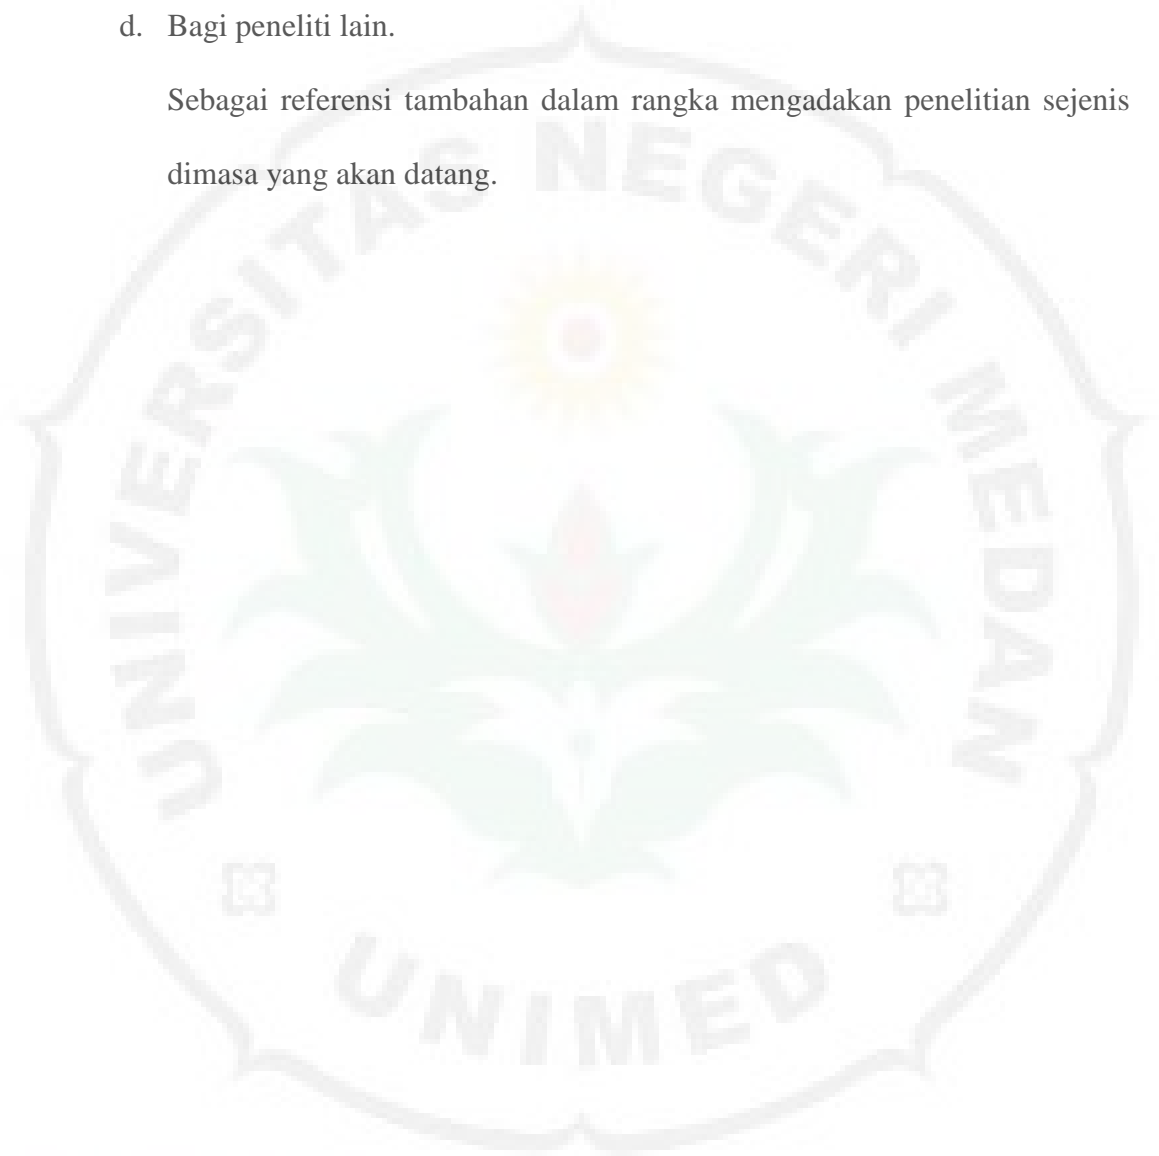 d. Bagi peneliti lain.
Sebagai referensi tambahan dalam rangka mengadakan penelitian sejenis
dimasa yang akan datang.
UNIVERSITAS NEGERI MEDAN
UNIMED